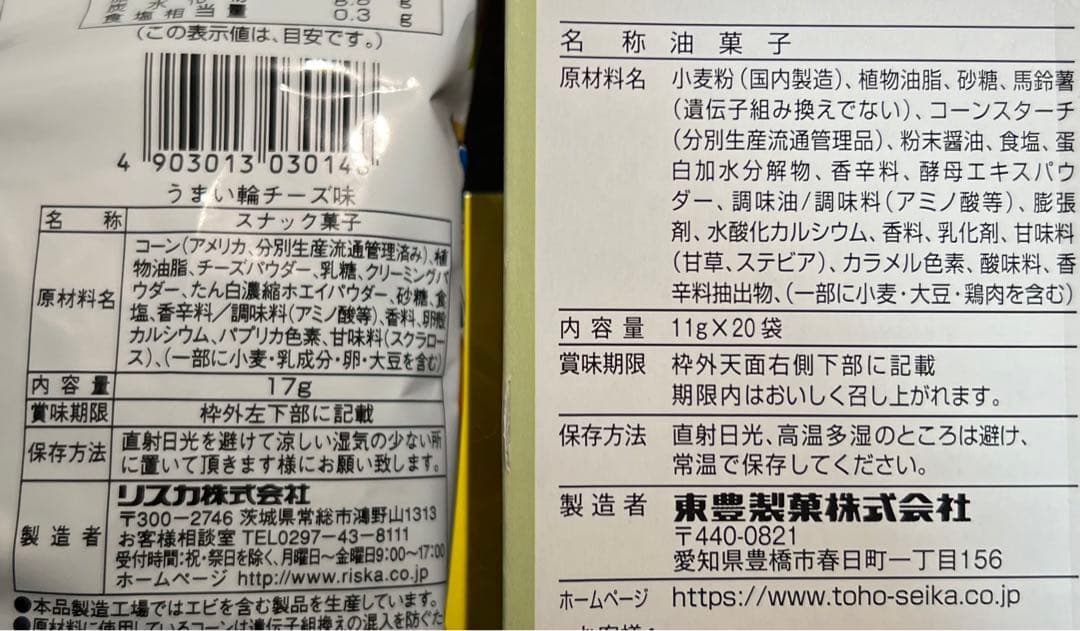 食塩相当量 0.3 g
(この表示値は、目安です。)
4 903013 03014
うまい輪チーズ味
名称 スナック菓子
原材料名
コーン(アメリカ、分別生産流通管理済み)、植
物油脂、チーズパウダー、乳糖、クリーミングパ
ウダー、たん白濃縮ホエイパウダー、砂糖、食
塩、香辛料/調味料(アミノ酸等)、香料、卵殻
カルシウム、パプリカ色素、甘味料(スクラロー
ス)、(一部に小麦・乳成分・卵・大豆を含む)
内容量 17g
賞味期限 枠外左下部に記載
保存方法
直射日光を避けて涼しい湿気の少ない所
に置いて頂きます様にお願い致します。
製造者
リスカ株式会社
〒300-2746 茨城県常総市鴻野山1313
お客様相談室 TEL0297-43-8111
受付時間:祝・祭日を除く、月曜日〜金曜日9:00〜17:00
ホームページ http://www.riska.co.jp
●本品製造工場ではエビを含む製品を生産しています。
●原材料に使用しているコーンは遺伝子組換えの混入を防ぐた
名称 油菓子
原材料名 小麦粉(国内製造)、植物油脂、砂糖、馬鈴薯
(遺伝子組み換えでない)、コーンスターチ
(分別生産流通管理品)、粉末醤油、食塩、蛋
白加水分解物、香辛料、酵母エキスパウ
ダー、調味油/調味料(アミノ酸等)、膨張
剤、水酸化カルシウム、香料、乳化剤、甘味料
(甘草、ステビア)、カラメル色素、酸味料、香
辛料抽出物、(一部に小麦・大豆・鶏肉を含む)
内容量 11g×20袋
賞味期限 枠外天面右側下部に記載
期限内はおいしく召し上がれます。
保存方法 直射日光、高温多湿のところは避け、
常温で保存してください。
製造者 東豊製菓株式会社
〒440-0821
愛知県豊橋市春日町一丁目156
ホームページ https://www.toho-seika.co.jp